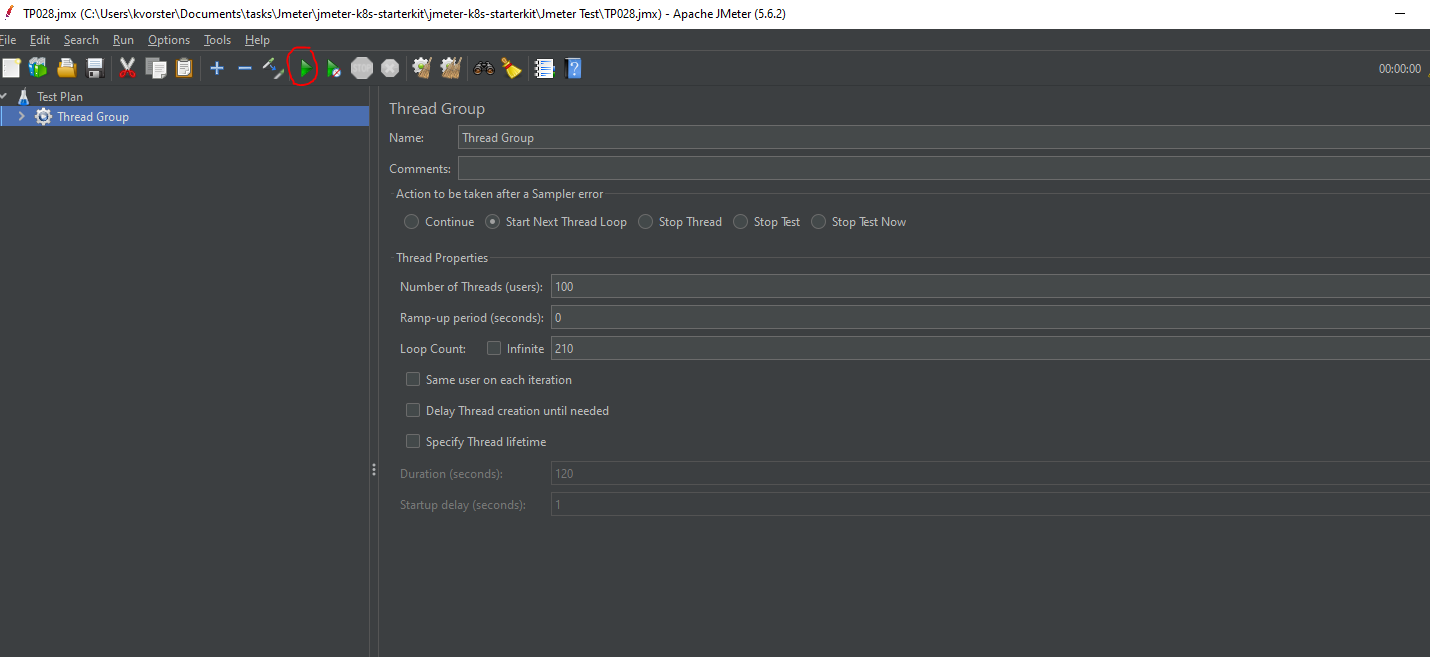 TP028.jmx (C:\Users\kvorster\Documents\tasks\Jmeter\jmeter-k8s-starterkit\jmeter-k8s-starterkit\Jmeter Test\TP028.jmx) - Apache JMeter (5.6.2)
File Edit Search Run Options Tools Help
STOP 00:00:00
Test Plan
Thread Group
Thread Group
Name: Thread Group
Comments:
Action to be taken after a Sampler error
Continue Start Next Thread Loop Stop Thread Stop Test Stop Test Now
Thread Properties
Number of Threads (users): 100
Ramp-up period (seconds): 0
Loop Count: Infinite 210
Same user on each iteration
Delay Thread creation until needed
Specify Thread lifetime
Duration (seconds): 120
Startup delay (seconds): 1